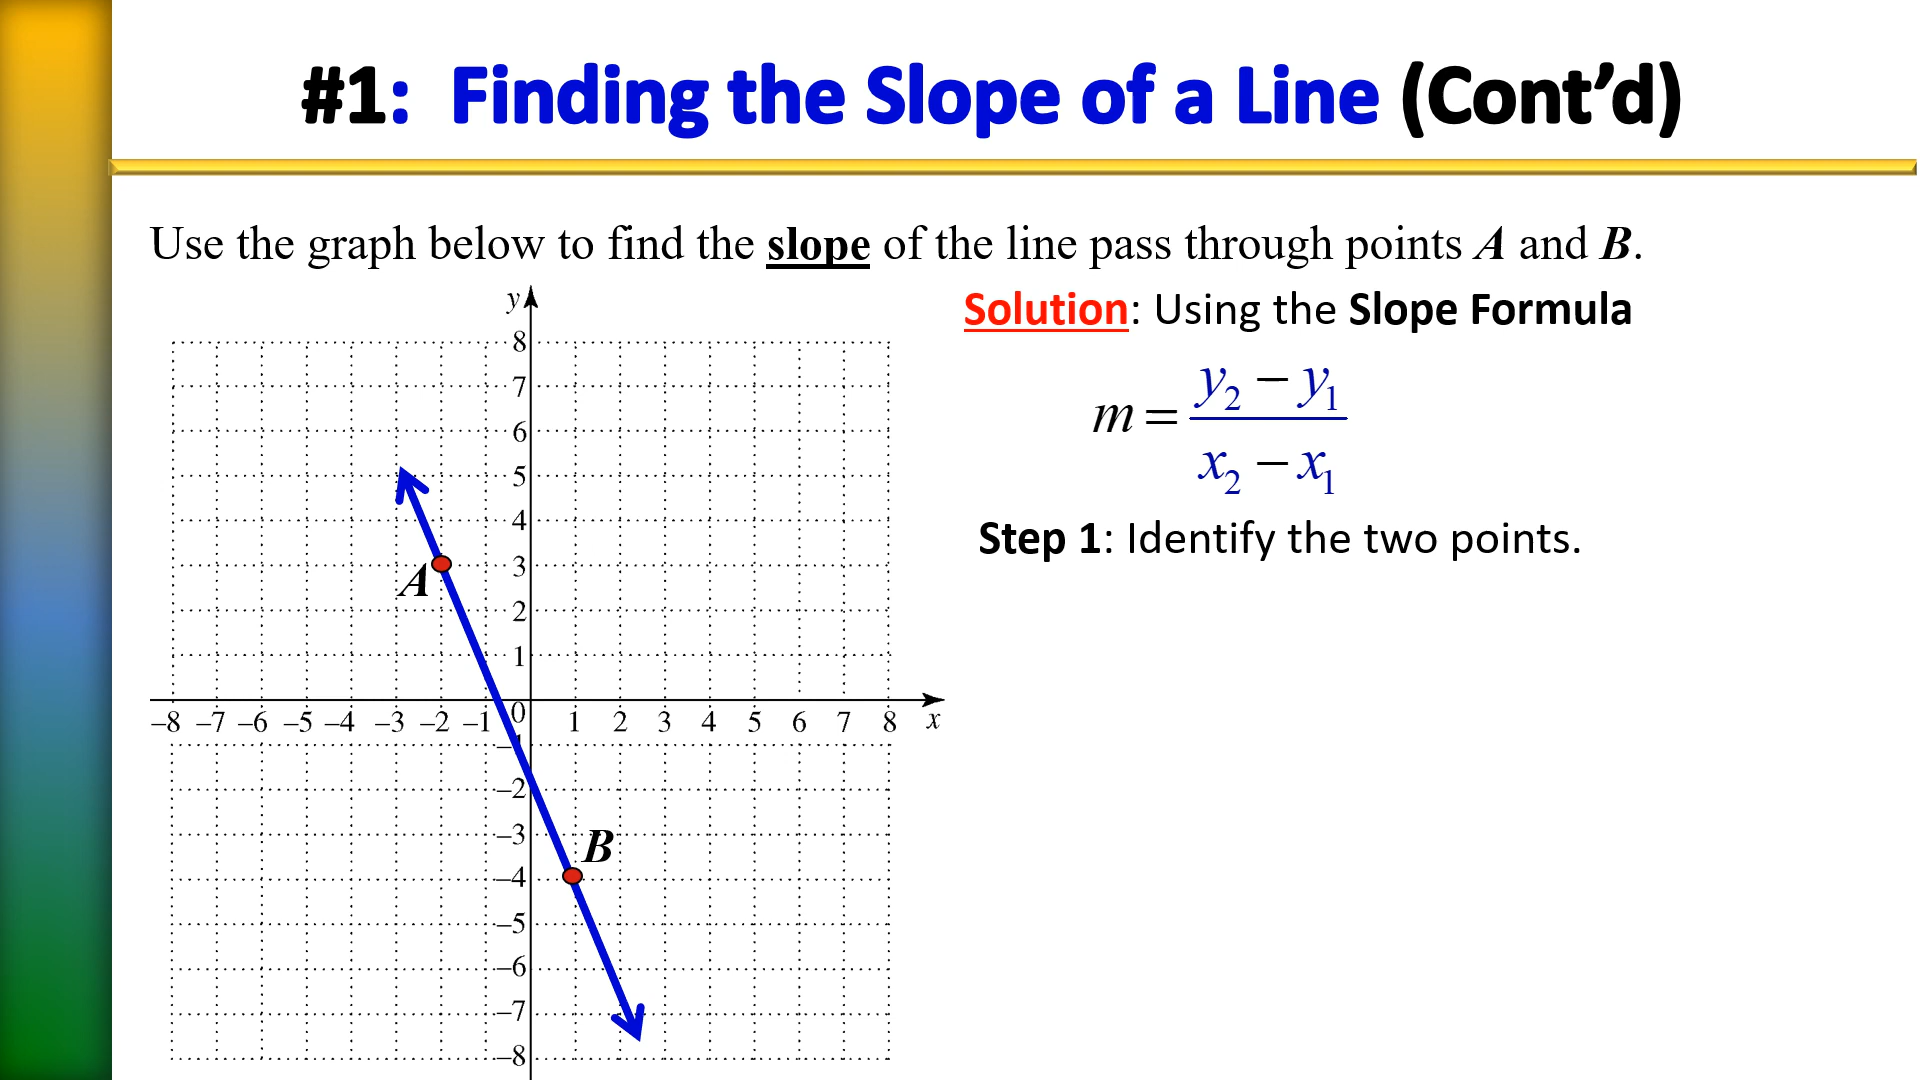 #1: Finding the Slope of a Line (Cont’d)
Use the graph below to find the slope of the line pass through points A and B.
Solution: Using the Slope Formula
m = y₂ − y₁ / x₂ − x₁
Step 1: Identify the two points.
y
8
7
6
5
4
3
A
2
1
–8 –7 –6 –5 –4 –3 –2 –1 0 1 2 3 4 5 6 7 8 x
–1
–2
–3
B
–4
–5
–6
–7
–8